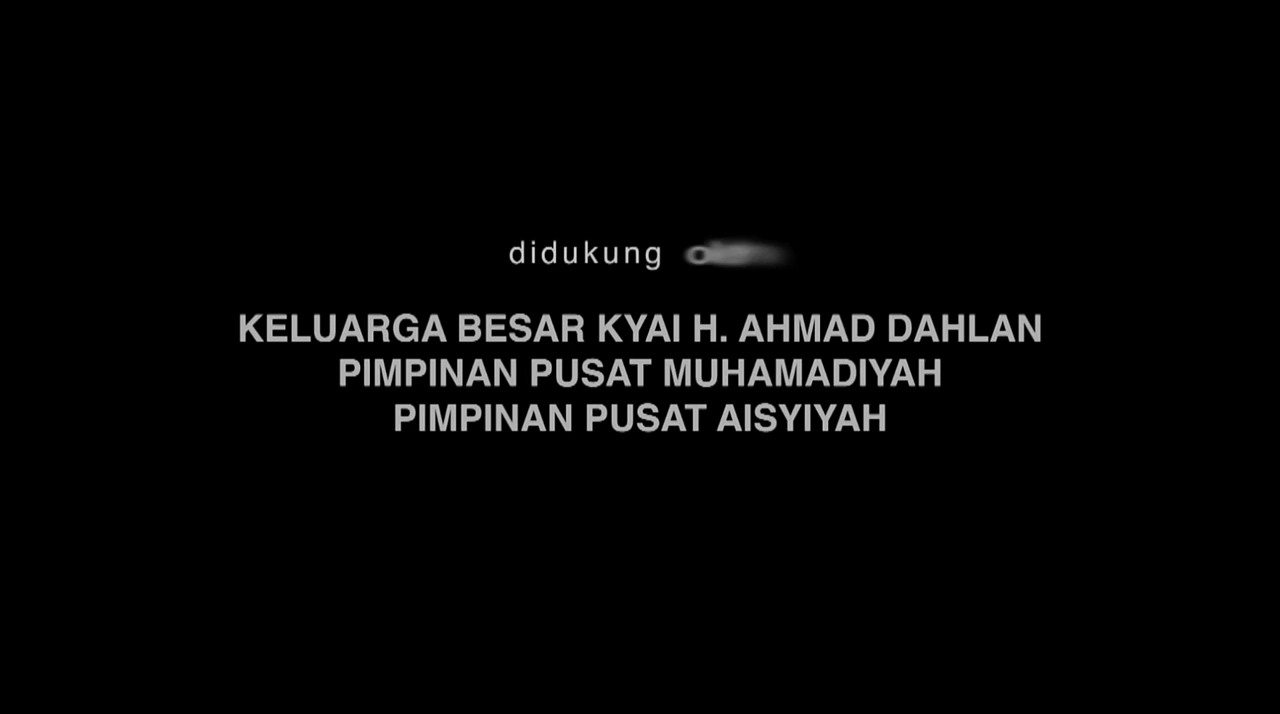 didukung
KELUARGA BESAR KYAI H. AHMAD DAHLAN
PIMPINAN PUSAT MUHAMADIYAH
PIMPINAN PUSAT AISYIYAH